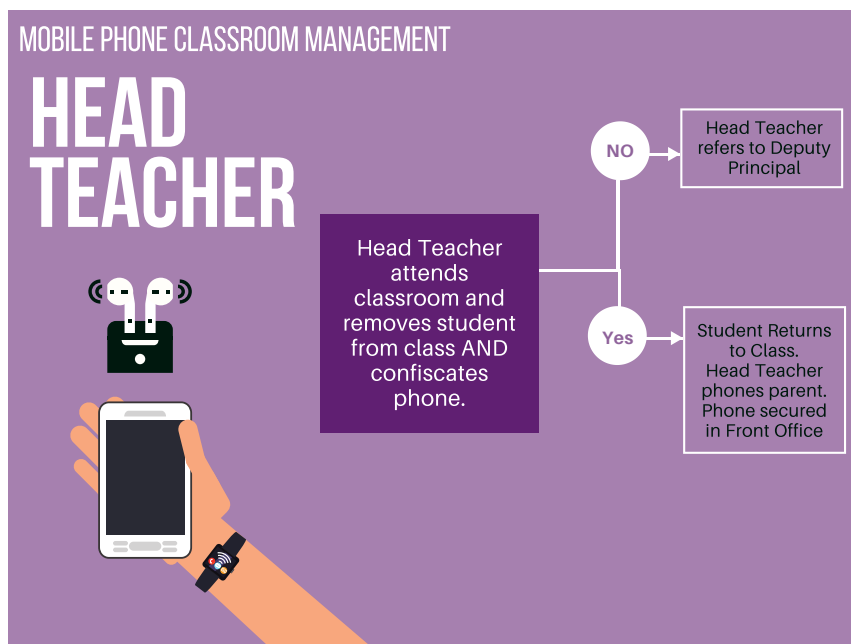 MOBILE PHONE CLASSROOM MANAGEMENT
HEAD
TEACHER
Head Teacher
attends
classroom and
removes student
from class AND
confiscates
phone.
NO
Head Teacher
refers to Deputy
Principal
Yes
Student Returns
to Class.
Head Teacher
phones parent.
Phone secured
in Front Office